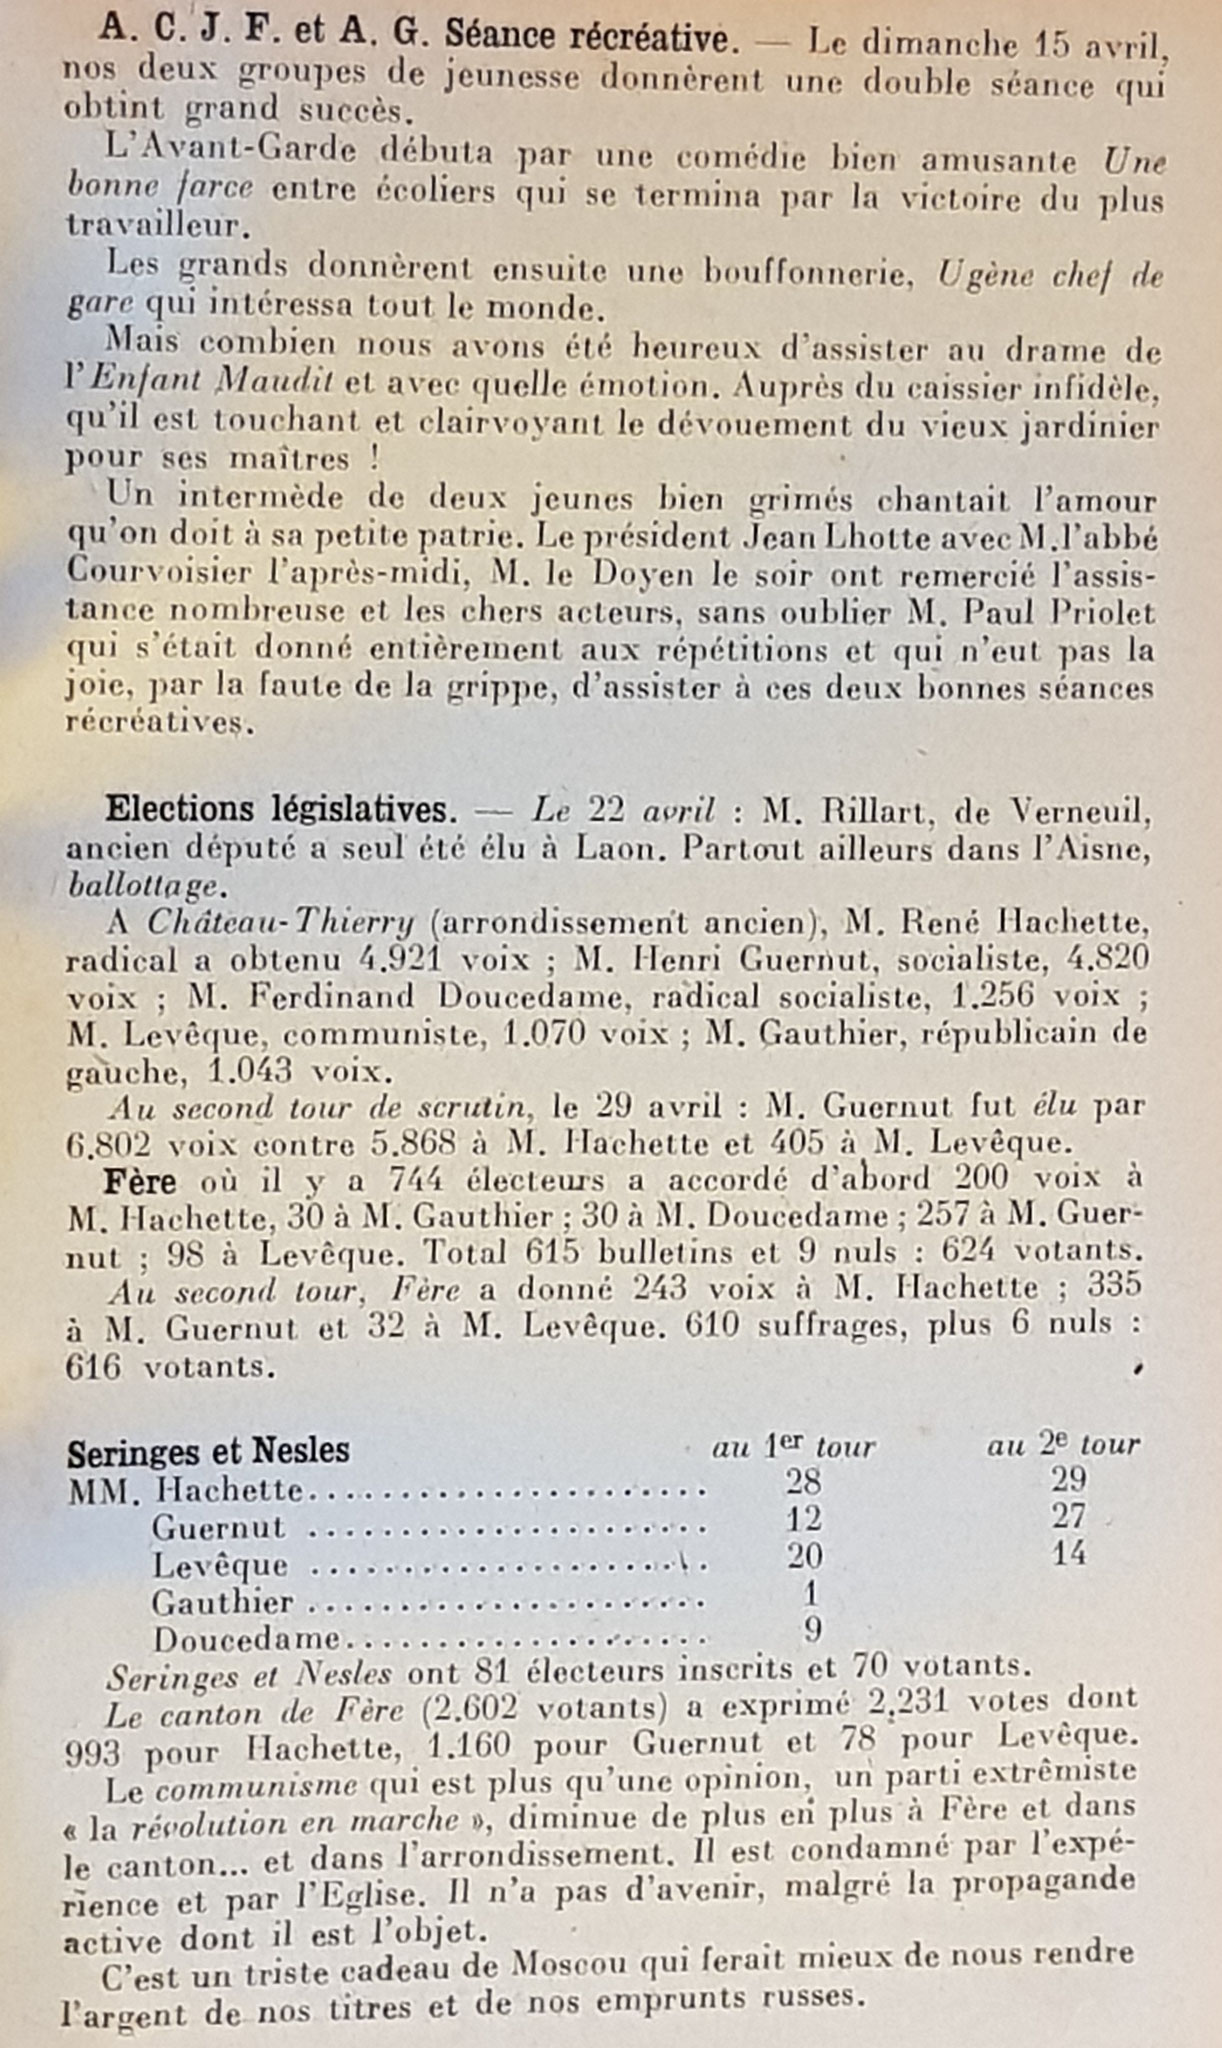 A. C. J. F. et A. G. Séance récréative. — Le dimanche 15 avril,
nos deux groupes de jeunesse donnèrent une double séance qui
obtint grand succès.
L'Avant-Garde débuta par une comédie bien amusante Une
bonne farce entre écoliers qui se termina par la victoire du plus
travailleur.
Les grands donnèrent ensuite une bouffonnerie, Ugène chef de
gare qui intéressa tout le monde.
Mais combien nous avons été heureux d'assister au drame de
l'Enfant Maudit et avec quelle émotion. Auprès du caissier infidèle,
qu'il est touchant et clairvoyant le dévouement du vieux jardinier
pour ses maîtres !
Un intermède de deux jeunes bien grimés chantait l'amour
qu'on doit à sa petite patrie. Le président Jean Lhotte avec M.l'abbé
Courvoisier l'après-midi, M. le Doyen le soir ont remercié l'assis-
tance nombreuse et les chers acteurs, sans oublier M. Paul Priolet
qui s'était donné entièrement aux répétitions et qui n'eut pas la
joie, par la faute de la grippe, d'assister à ces deux bonnes séances
récréatives.
Elections législatives. — Le 22 avril : M. Rillart, de Verneuil,
ancien député a seul été élu à Laon. Partout ailleurs dans l'Aisne,
ballottage.
A Château-Thierry (arrondissement ancien), M. René Hachette,
radical a obtenu 4.921 voix ; M. Henri Guernut, socialiste, 4.820
voix ; M. Ferdinand Doucedame, radical socialiste, 1.256 voix ;
M. Levêque, communiste, 1.070 voix ; M. Gauthier, républicain de
gauche, 1.043 voix.
Au second tour de scrutin, le 29 avril : M. Guernut fut élu par
6.802 voix contre 5.868 à M. Hachette et 405 à M. Levêque.
Fère où il y a 744 électeurs a accordé d'abord 200 voix à
M. Hachette, 30 à M. Gauthier ; 30 à M. Doucedame ; 257 à M. Guer-
nut ; 98 à Levêque. Total 615 bulletins et 9 nuls : 624 votants.
Au second tour, Fère a donné 243 voix à M. Hachette ; 335
à M. Guernut et 32 à M. Levêque. 610 suffrages, plus 6 nuls :
616 votants.
Seringes et Nesles au 1er tour au 2e tour
MM. Hachette....................... 28 29
Guernut ...................... 12 27
Levêque ...................... 20 14
Gauthier ...................... 1
Doucedame.................... 9
Seringes et Nesles ont 81 électeurs inscrits et 70 votants.
Le canton de Fère (2.602 votants) a exprimé 2.231 votes dont
993 pour Hachette, 1.160 pour Guernut et 78 pour Levêque.
Le communisme qui est plus qu'une opinion, un parti extrêmiste
« la révolution en marche », diminue de plus en plus à Fère et dans
le canton... et dans l'arrondissement. Il est condamné par l'expé-
rience et par l'Eglise. Il n'a pas d'avenir, malgré la propagande
active dont il est l'objet.
C'est un triste cadeau de Moscou qui ferait mieux de nous rendre
l'argent de nos titres et de nos emprunts russes.